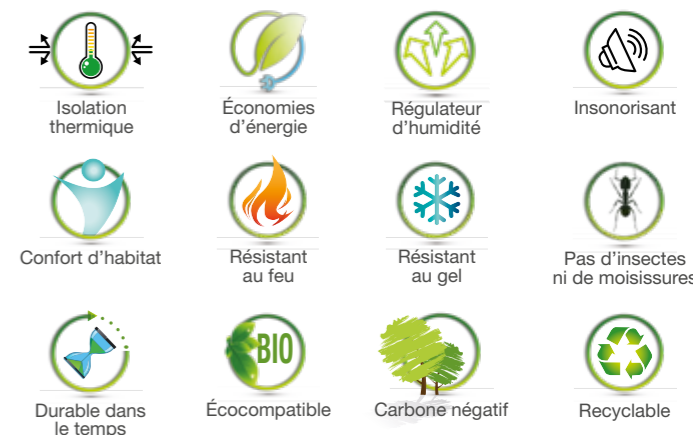 Isolation
thermique
Économies
d'énergie
Régulateur
d'humidité
Insonorisant
Confort d'habitat
Résistant
au feu
Résistant
au gel
Pas d'insectes
ni de moisissures
Durable dans
le temps
BIO
Écocompatible
Carbone négatif
Recyclable